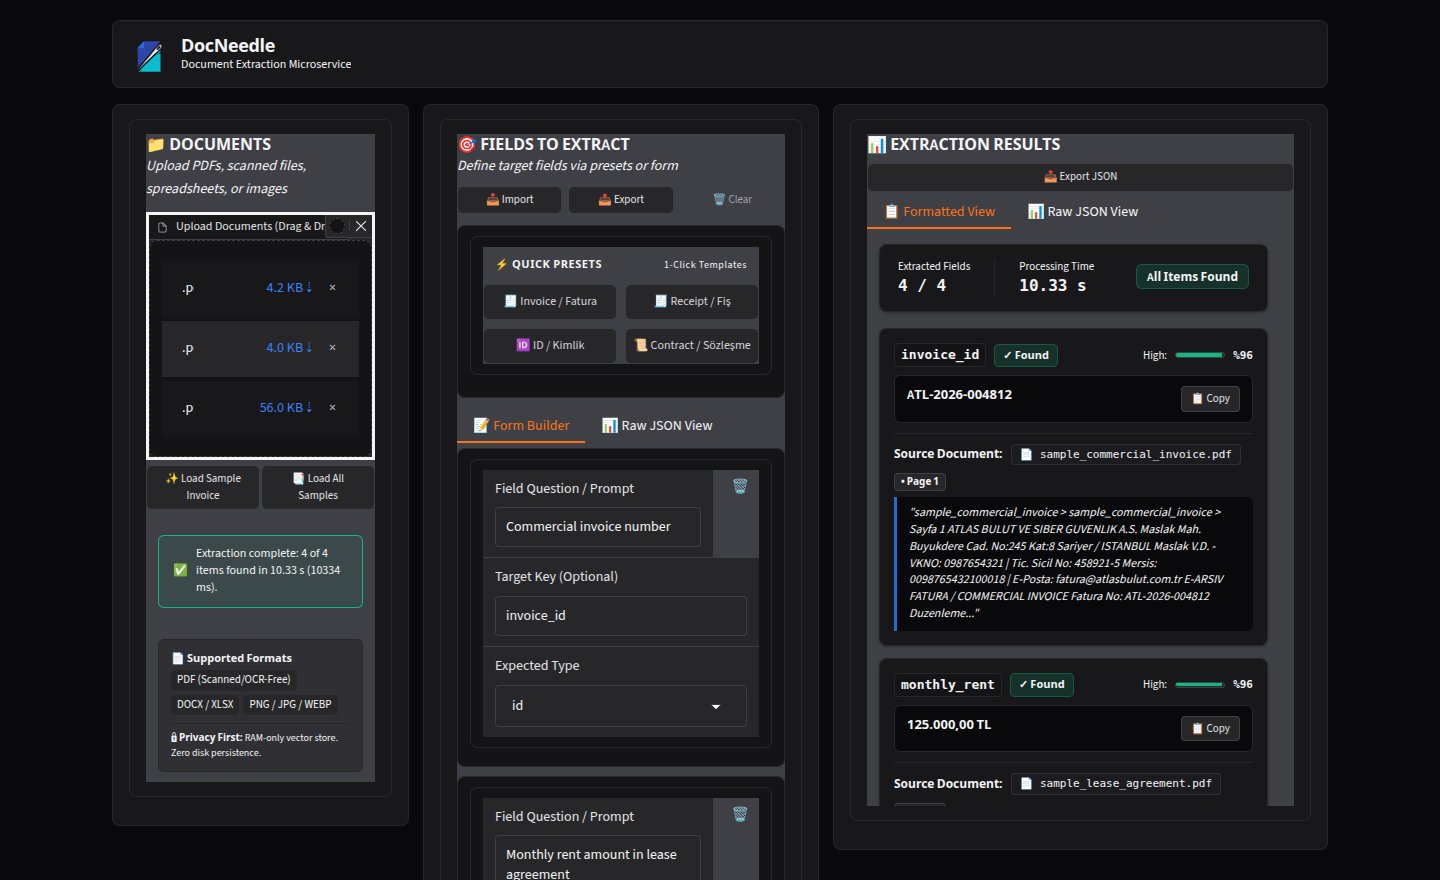 DocNeedle
Document Extraction Microservice
📁 DOCUMENTS
Upload PDFs, scanned files,
spreadsheets, or images
Upload Documents (Drag & Dr
.p 4.2 KB ⇣ ×
.p 4.0 KB ⇣ ×
.p 56.0 KB ⇣ ×
✨ Load Sample
Invoice
📑 Load All
Samples
✅ Extraction complete: 4 of 4
items found in 10.33 s (10334
ms).
📄 Supported Formats
PDF (Scanned/OCR-Free)
DOCX / XLSX PNG / JPG / WEBP
🔒 Privacy First: RAM-only vector store.
Zero disk persistence.
🎯 FIELDS TO EXTRACT
Define target fields via presets or form
📥 Import 📤 Export 🗑️ Clear
⚡ QUICK PRESETS 1-Click Templates
🧾 Invoice / Fatura 🧾 Receipt / Fiş
🆔 ID / Kimlik 📜 Contract / Sözleşme
📝 Form Builder 📊 Raw JSON View
Field Question / Prompt
Commercial invoice number
Target Key (Optional)
invoice_id
Expected Type
id
Field Question / Prompt
Monthly rent amount in lease
agreement
📊 EXTRACTION RESULTS
📥 Export JSON
📋 Formatted View 📊 Raw JSON View
Extracted Fields
4 / 4
Processing Time
10.33 s
All Items Found
invoice_id ✓ Found High: %96
ATL-2026-004812 📋 Copy
Source Document: 📄 sample_commercial_invoice.pdf
• Page 1
"sample_commercial_invoice > sample_commercial_invoice >
Sayfa 1 ATLAS BULUT VE SIBER GUVENLIK A.S. Maslak Mah.
Buyukdere Cad. No:245 Kat:8 Sariyer / ISTANBUL Maslak V.D. -
VKNO: 0987654321 | Tic. Sicil No: 458921-5 Mersis:
0098765432100018 | E-Posta: fatura@atlasbulut.com.tr E-ARSIV
FATURA / COMMERCIAL INVOICE Fatura No: ATL-2026-004812
Duzenleme..."
monthly_rent ✓ Found High: %96
125.000,00 TL 📋 Copy
Source Document: 📄 sample_lease_agreement.pdf